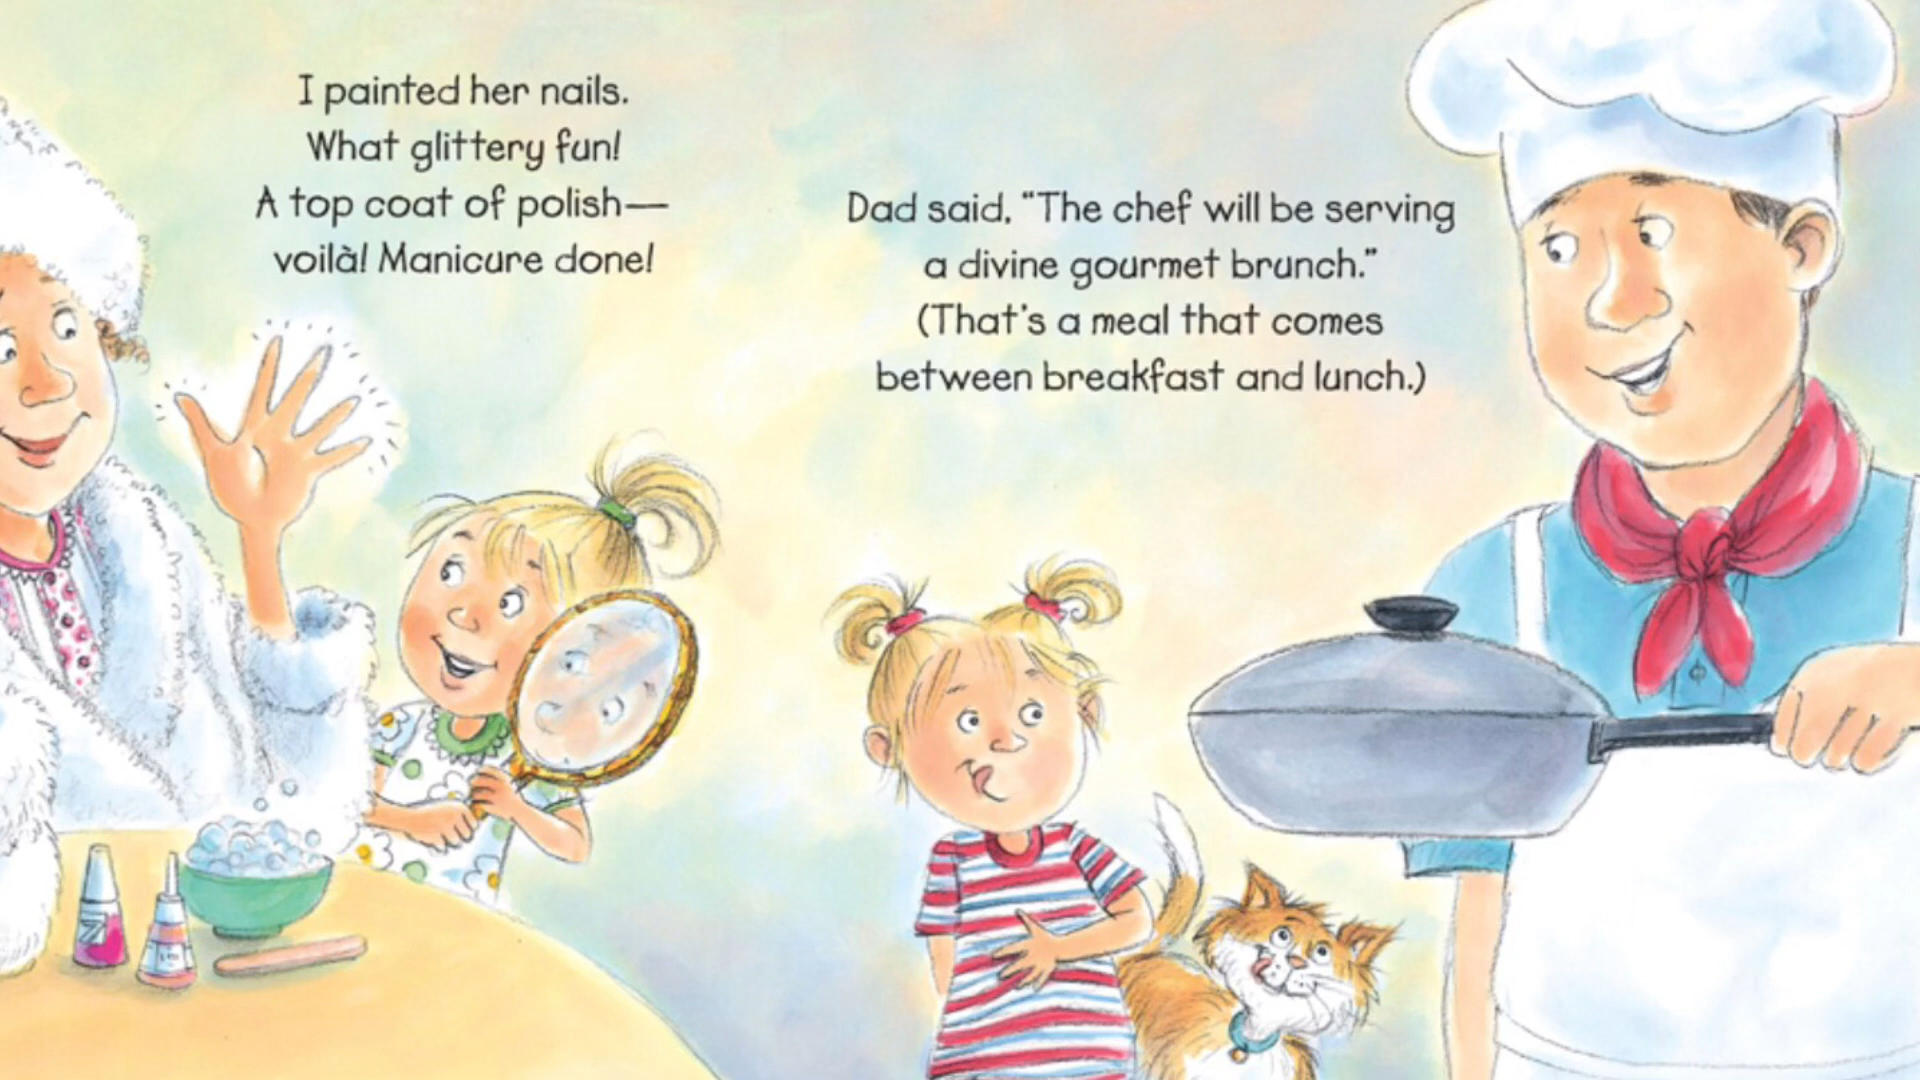 I painted her nails.
What glittery fun!
A top coat of polish—
voilà! Manicure done!
Dad said, “The chef will be serving
a divine gourmet brunch.”
(That's a meal that comes
between breakfast and lunch.)